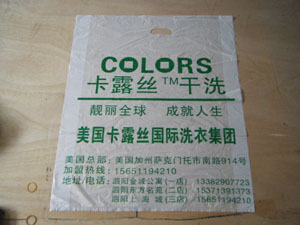 COLORS
卡露丝™干洗
靓丽全球 成就人生
美国卡露丝国际洗衣集团
美国总部:美国加州萨克门托市南路914号
加盟热线:15651194210
地址/电话:泗阳金城公寓(一店) 13382967723
泗阳东方名苑(二店) 15371391373
泗阳上海城(三店) 15651194210